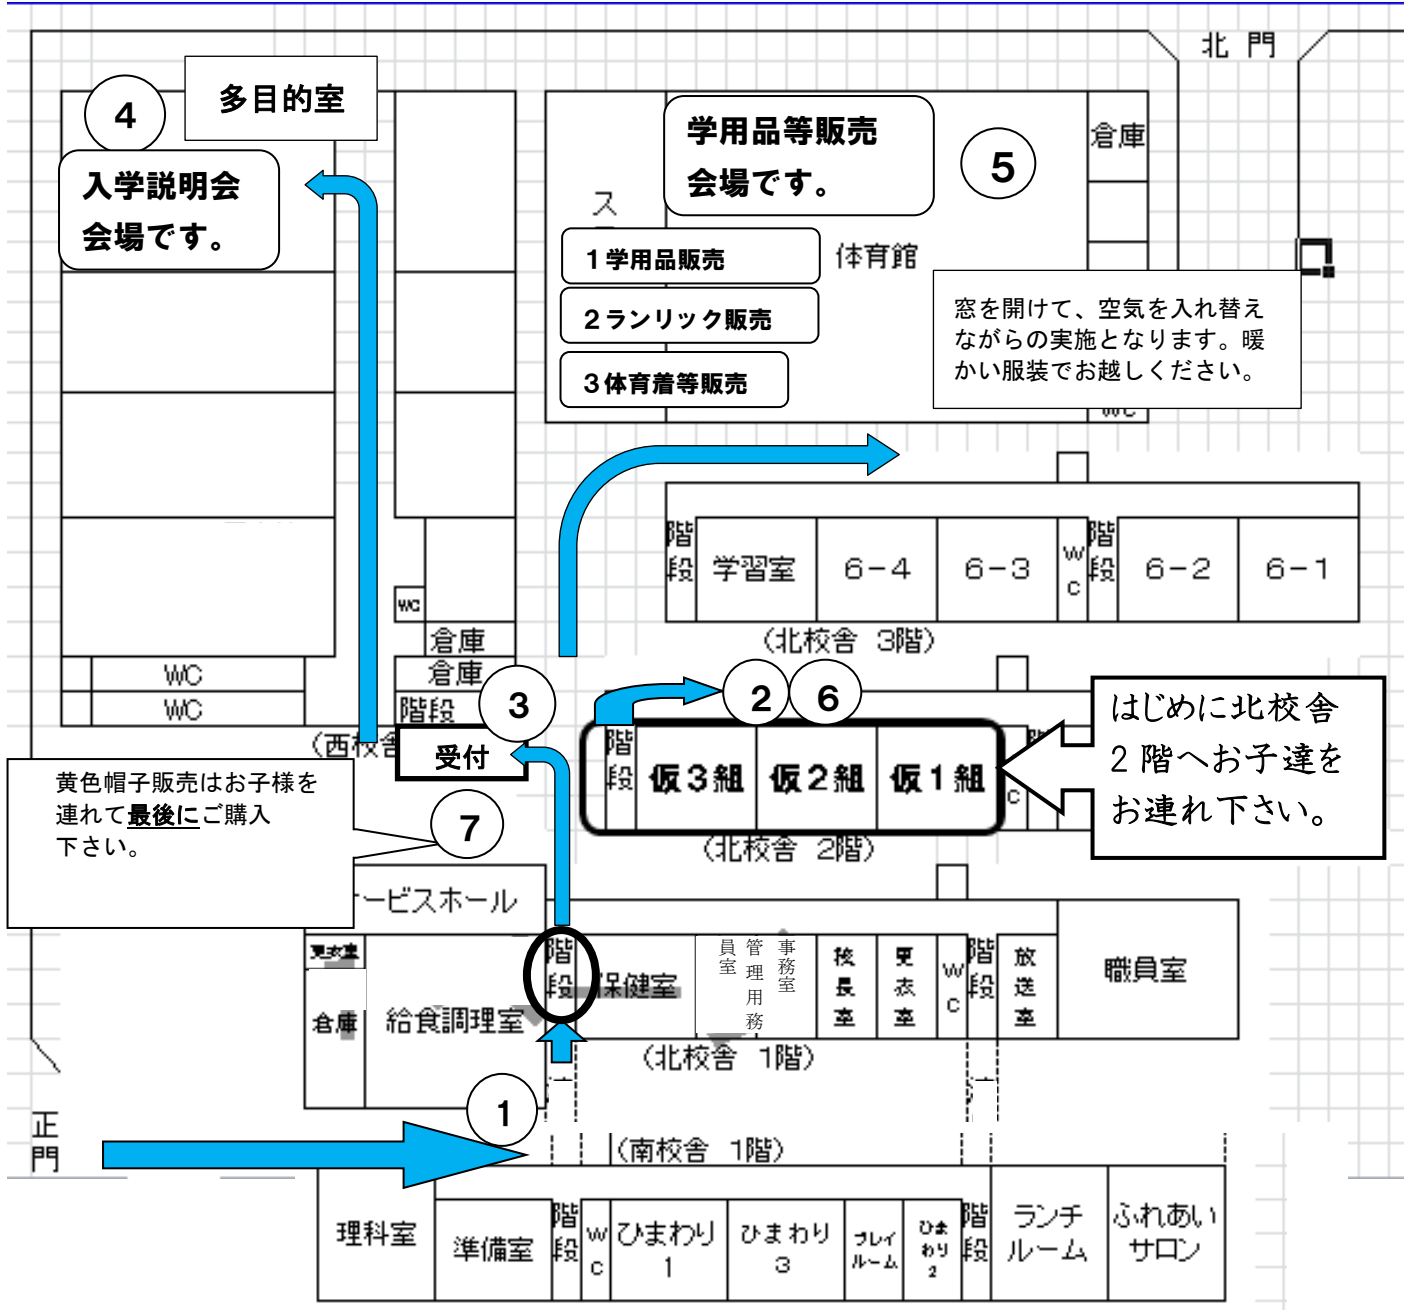 北 門
4
多目的室
入学説明会
会場です。
学用品等販売
会場です。
5
倉庫
ス
体育館
1学用品販売
2ランリック販売
3体育着等販売
窓を開けて、空気を入れ替え
ながらの実施となります。暖
かい服装でお越しください。
WC
階段
学習室
6-4
6-3
WC
階段
6-2
6-1
(北校舎 3階)
WC
倉庫
倉庫
WC
WC
階段
3
2
6
(西校舎
受付
階段
仮3組
仮2組
仮1組
はじめに北校舎
2階へお子達を
お連れ下さい。
(北校舎 2階)
黄色帽子販売はお子様を
連れて最後にご購入
下さい。
7
ービスホール
更衣室
倉庫
給食調理室
階段
保健室
管理用務
員室
事務室
校長室
更衣室
WC
階段
放送室
職員室
(北校舎 1階)
1
正門
(南校舎 1階)
理科室
準備室
階段
WC
ひまわり
1
ひまわり
3
プレイ
ルーム
ひま
わり
2
階段
ランチ
ルーム
ふれあい
サロン